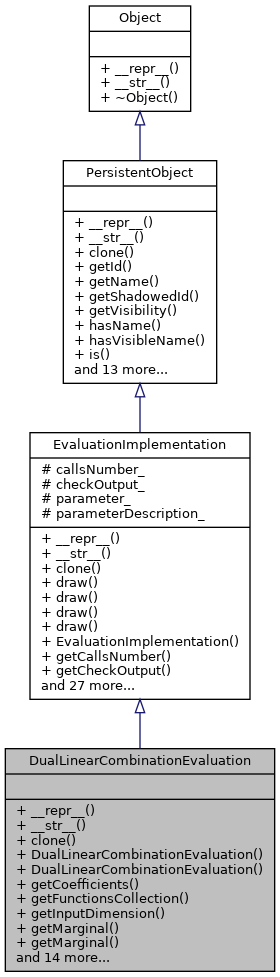 Object
+ __repr__()
+ __str__()
+ ~Object()
PersistentObject
+ __repr__()
+ __str__()
+ clone()
+ getId()
+ getName()
+ getShadowedId()
+ getVisibility()
+ hasName()
+ hasVisibleName()
+ is()
and 13 more...
EvaluationImplementation
# callsNumber_
# checkOutput_
# parameter_
# parameterDescription_
+ __repr__()
+ __str__()
+ clone()
+ draw()
+ draw()
+ draw()
+ draw()
+ EvaluationImplementation()
+ getCallsNumber()
+ getCheckOutput()
and 27 more...
DualLinearCombinationEvaluation
+ __repr__()
+ __str__()
+ clone()
+ DualLinearCombinationEvaluation()
+ DualLinearCombinationEvaluation()
+ getCoefficients()
+ getFunctionsCollection()
+ getInputDimension()
+ getMarginal()
+ getMarginal()
and 14 more...